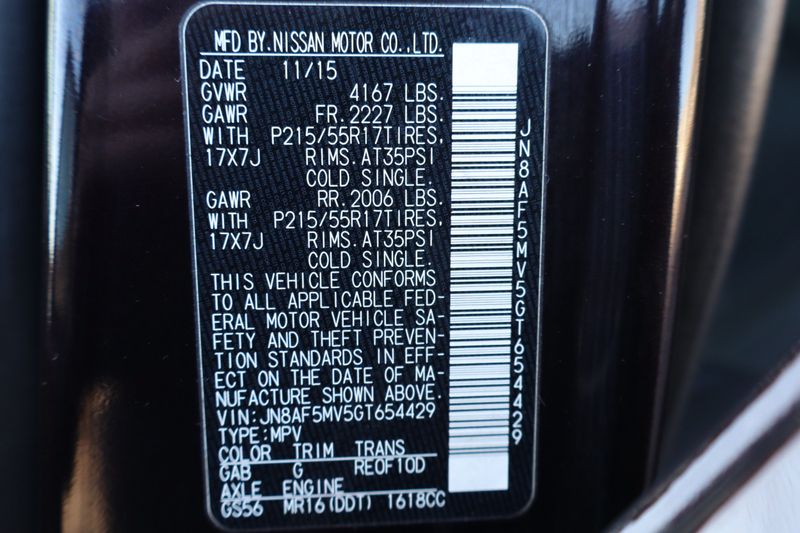 MFD BY.NISSAN MOTOR CO.,LTD.
DATE 11/15
GVWR 4167 LBS.
GAWR FR.2227 LBS.
WITH P215/55R17TIRES,
17X7J RIMS.AT35PSI
COLD SINGLE.
GAWR RR.2006 LBS.
WITH P215/55R17TIRES,
17X7J RIMS.AT35PSI
COLD SINGLE.
THIS VEHICLE CONFORMS
TO ALL APPLICABLE FED-
ERAL MOTOR VEHICLE SA-
FETY AND THEFT PREVEN-
TION STANDARDS IN EFF-
ECT ON THE DATE OF MA-
NUFACTURE SHOWN ABOVE.
VIN:JN8AF5MV5GT654429
TYPE:MPV
COLOR TRIM TRANS
GAB G RE0F10D
AXLE ENGINE
GS56 MR16(DDT) 1618CC
JN8AF5MV5GT654429